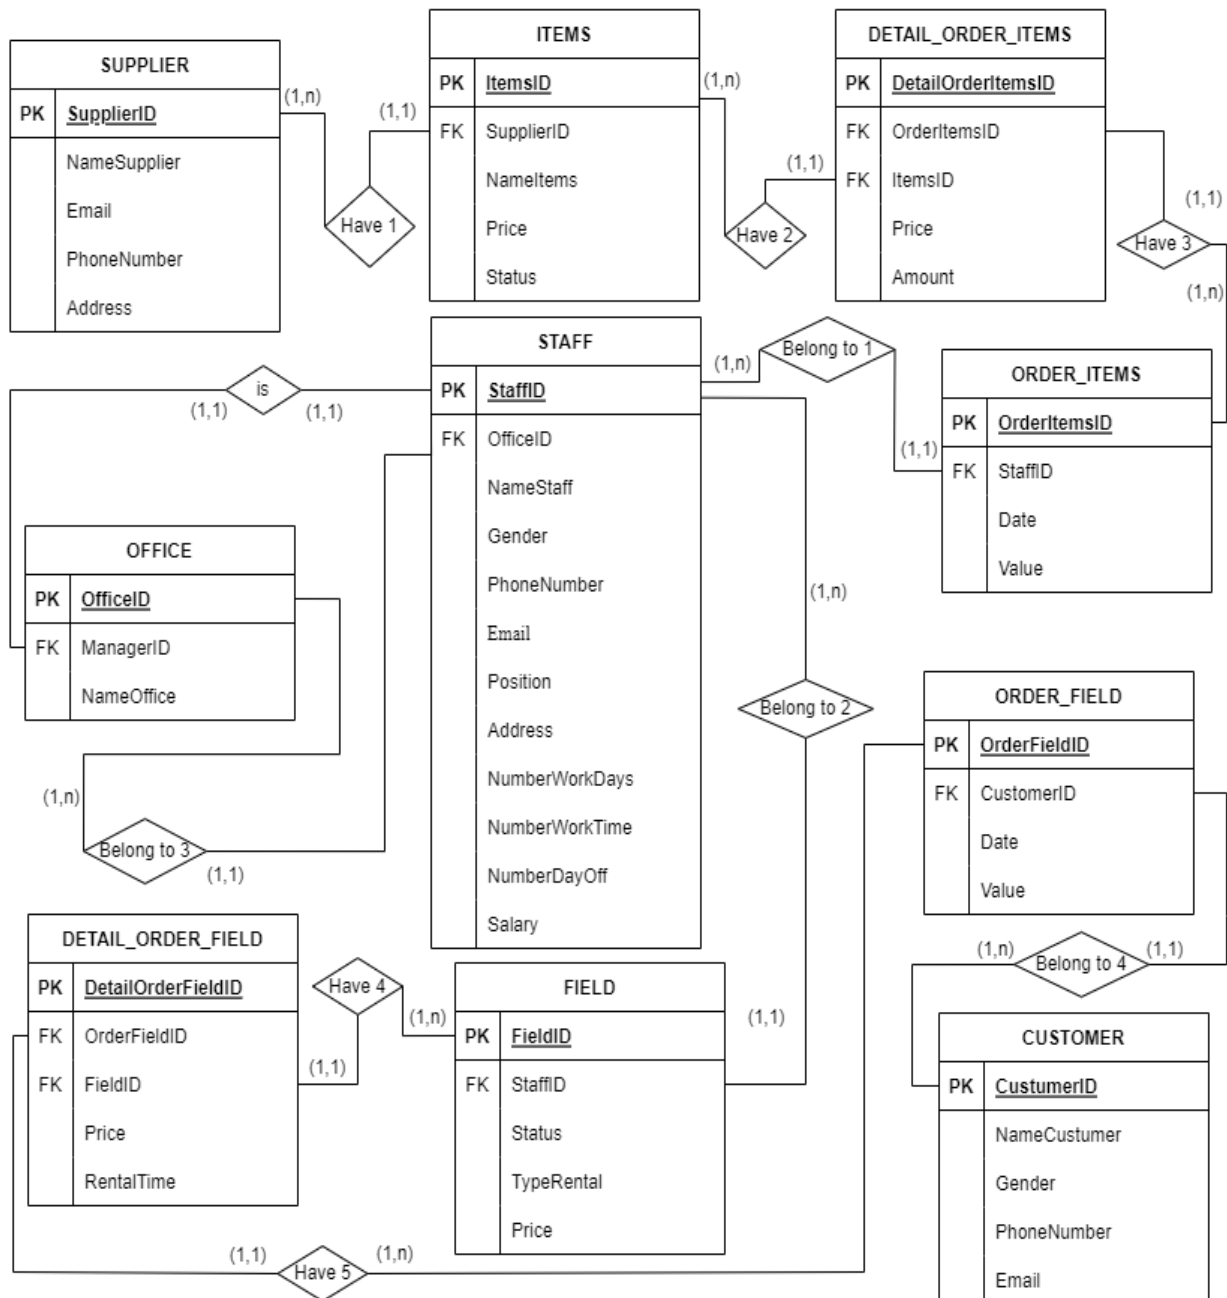 SUPPLIER
PK SupplierID
NameSupplier
Email
PhoneNumber
Address
(1,n)
Have 1
(1,1)
ITEMS
PK ItemsID
FK SupplierID
NameItems
Price
Status
(1,n)
Have 2
(1,1)
DETAIL_ORDER_ITEMS
PK DetailOrderItemsID
FK OrderItemsID
FK ItemsID
Price
Amount
(1,1)
Have 3
(1,n)
is
(1,1)
(1,1)
STAFF
PK StaffID
FK OfficeID
NameStaff
Gender
PhoneNumber
Email
Position
Address
NumberWorkDays
NumberWorkTime
NumberDayOff
Salary
(1,n)
Belong to 1
(1,1)
ORDER_ITEMS
PK OrderItemsID
FK StaffID
Date
Value
OFFICE
PK OfficeID
FK ManagerID
NameOffice
(1,n)
Belong to 3
(1,1)
(1,n)
Belong to 2
(1,1)
ORDER_FIELD
PK OrderFieldID
FK CustomerID
Date
Value
(1,n)
Belong to 4
(1,1)
DETAIL_ORDER_FIELD
PK DetailOrderFieldID
FK OrderFieldID
FK FieldID
Price
RentalTime
Have 4
(1,n)
(1,1)
FIELD
PK FieldID
FK StaffID
Status
TypeRental
Price
CUSTOMER
PK CustumerID
NameCustumer
Gender
PhoneNumber
Email
(1,1)
Have 5
(1,n)